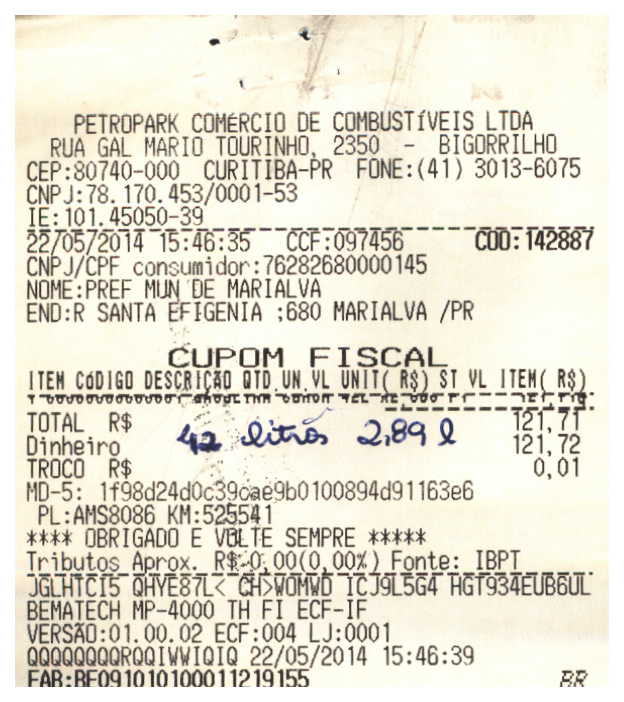 PETROPARK COMÉRCIO DE COMBUSTÍVEIS LTDA
RUA GAL MARIO TOURINHO, 2350 - BIGORRILHO
CEP:80740-000 CURITIBA-PR FONE:(41) 3013-6075
CNPJ:78.170.453/0001-53
IE:101.45050-39
22/05/2014 15:46:35 CCF:097456 COO:142887
CNPJ/CPF consumidor:76282680000145
NOME:PREF MUN DE MARIALVA
END:R SANTA EFIGENIA ;680 MARIALVA /PR
CUPOM FISCAL
ITEM CÓDIGO DESCRIÇÃO QTD.UN.VL UNIT( R$) ST VL ITEM( R$)
TOTAL R$ 121,71
42 litros 2,89 l
Dinheiro 121,72
TROCO R$ 0,01
MD-5: 1f98d24d0c39cae9b0100894d91163e6
PL:AMS8086 KM:525541
**** OBRIGADO E VOLTE SEMPRE *****
Tributos Aprox. R$ 0,00(0,00%) Fonte: IBPT
JGLHTCI5 QHYE87L< CH>WOMWD ICJ9L5G4 HGT934EUB6UL
BEMATECH MP-4000 TH FI ECF-IF
VERSÃO:01.00.02 ECF:004 LJ:0001
QQQQQQQQRQQIWWIQIQ 22/05/2014 15:46:39
FAB:BE091010100011219155 BR